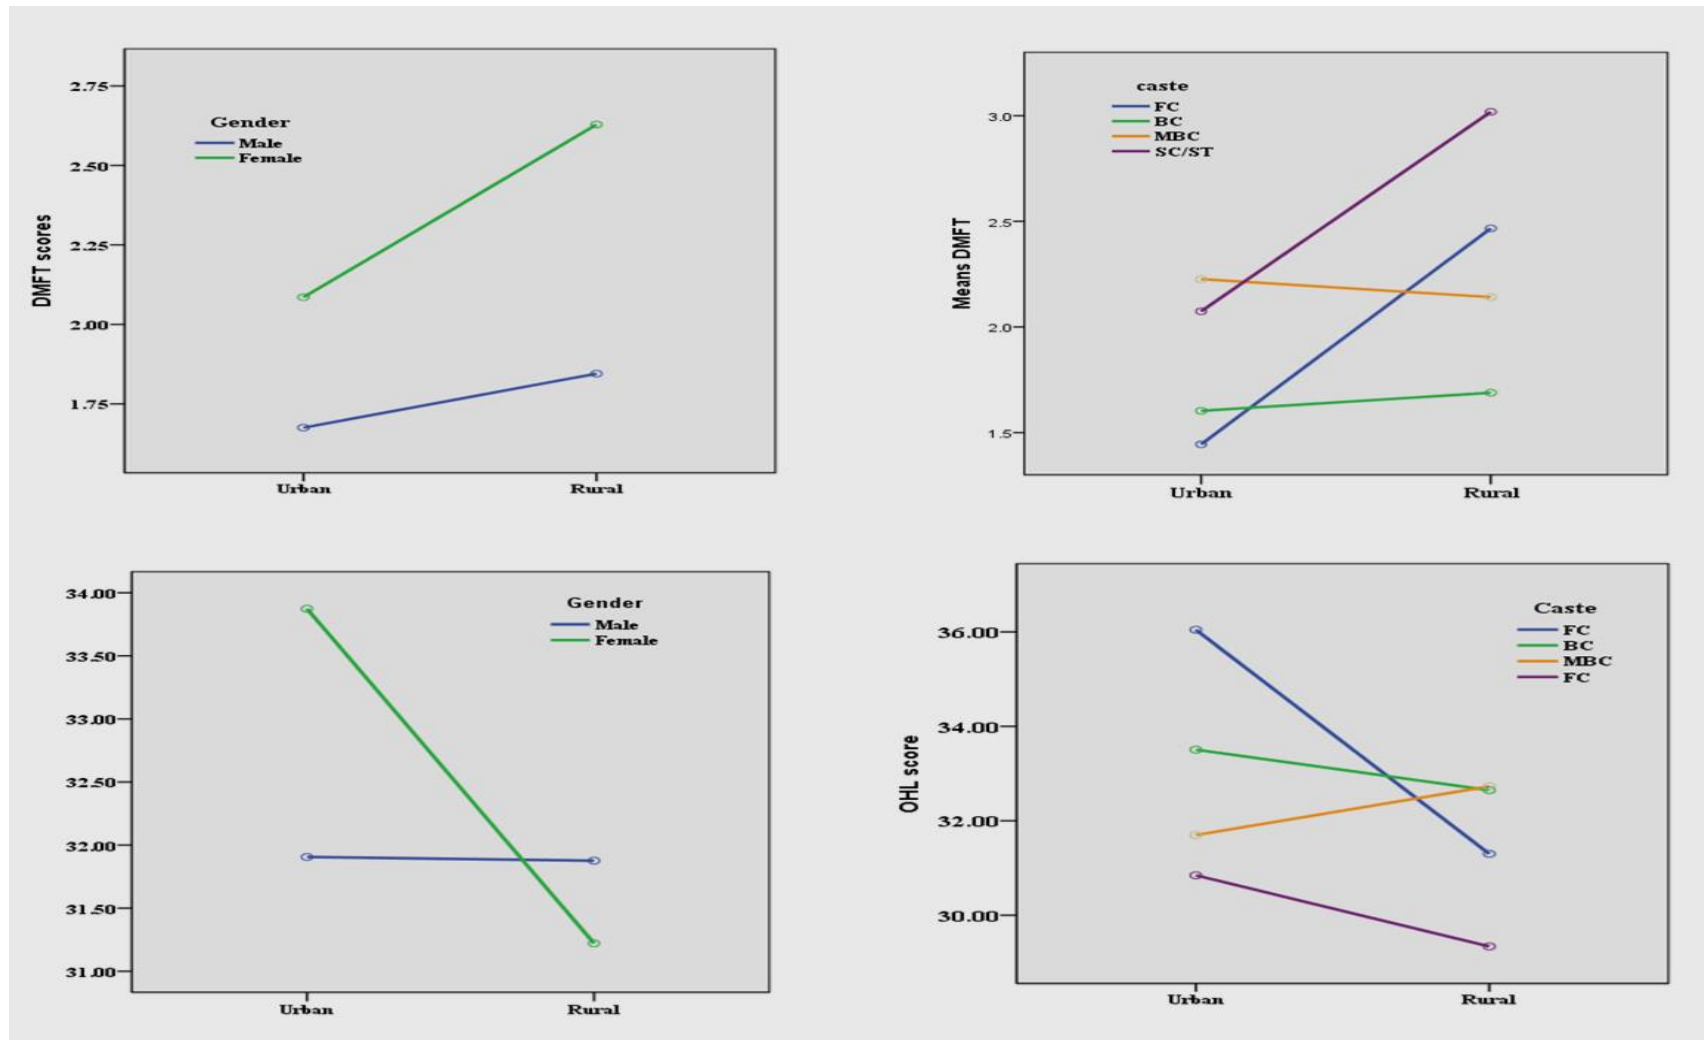 DMFT scores
2.75
2.50
2.25
2.00
1.75
Gender
Male
Female
Urban
Rural
Means DMFT
3.0
2.5
2.0
1.5
caste
FC
BC
MBC
SC/ST
Urban
Rural
34.00
33.50
33.00
32.50
32.00
31.50
31.00
Gender
Male
Female
Urban
Rural
OHL score
36.00
34.00
32.00
30.00
Caste
FC
BC
MBC
FC
Urban
Rural